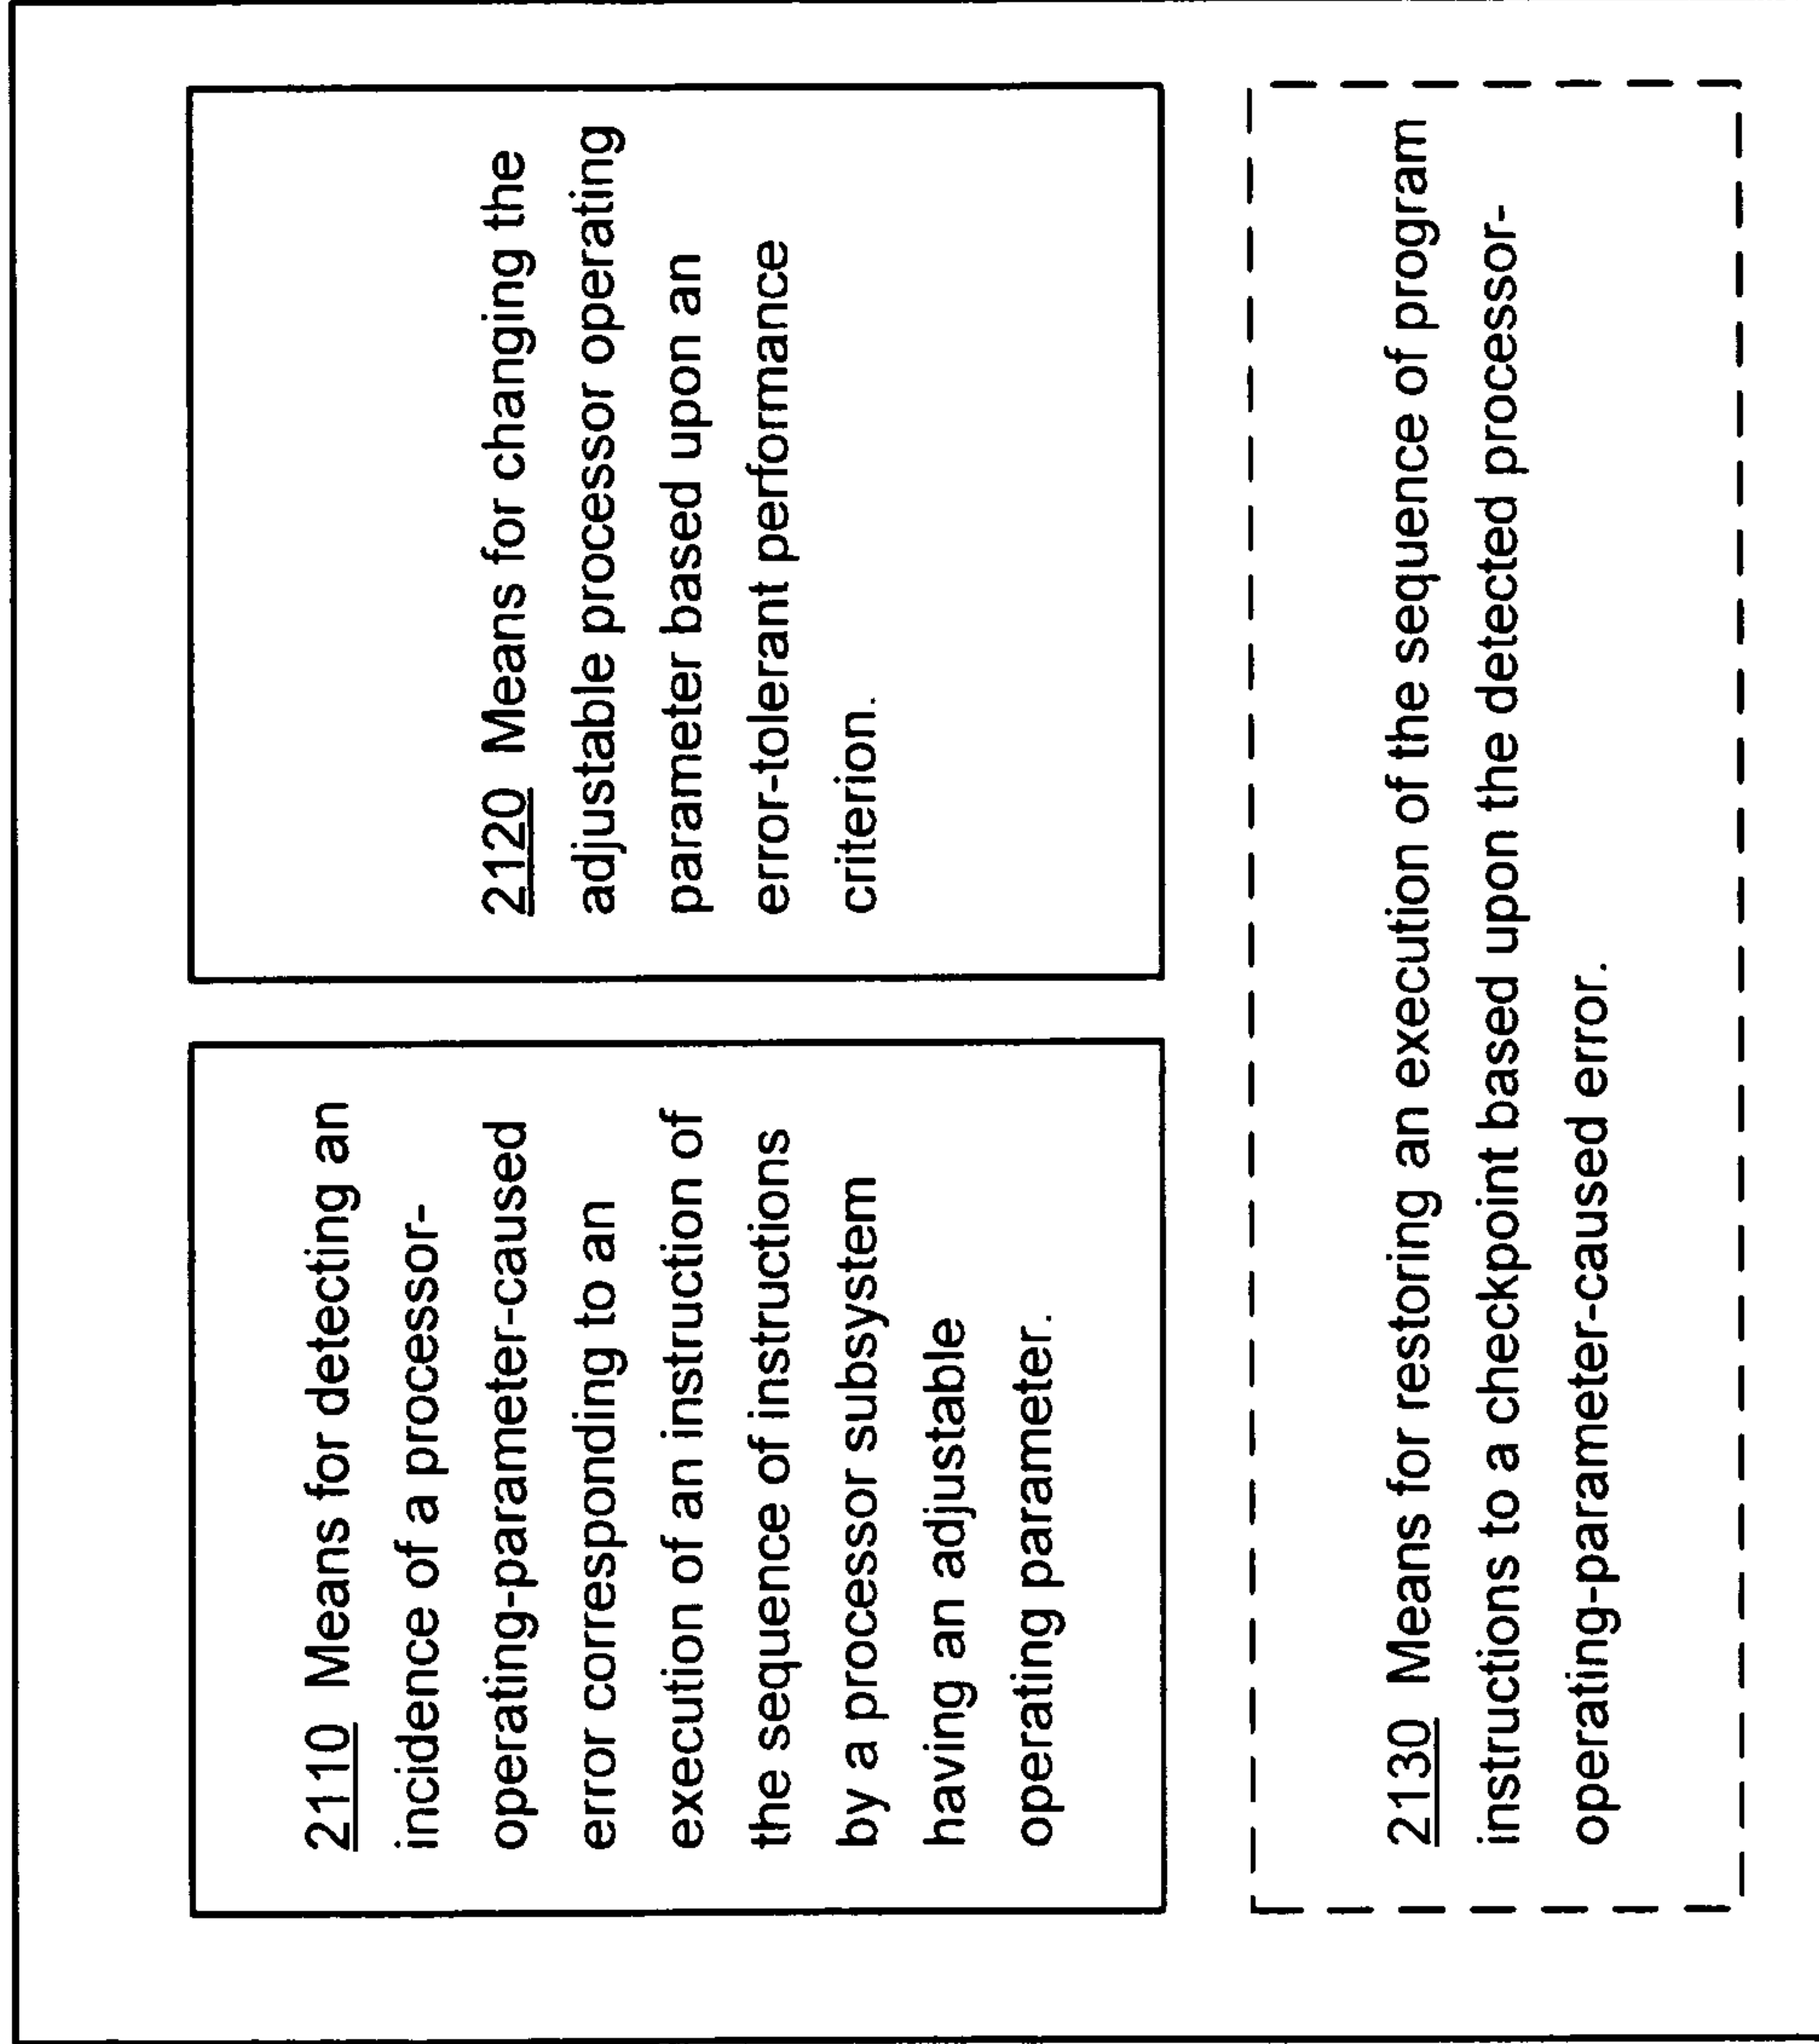 2110 Means for detecting an
incidence of a processor-
operating-parameter-caused
error corresponding to an
execution of an instruction of
the sequence of instructions
by a processor subsystem
having an adjustable
operating parameter.
2120 Means for changing the
adjustable processor operating
parameter based upon an
error-tolerant performance
criterion.
2130 Means for restoring an execution of the sequence of program
instructions to a checkpoint based upon the detected processor-
operating-parameter-caused error.